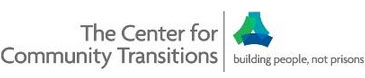 The Center for
Community Transitions
building people, not prisons